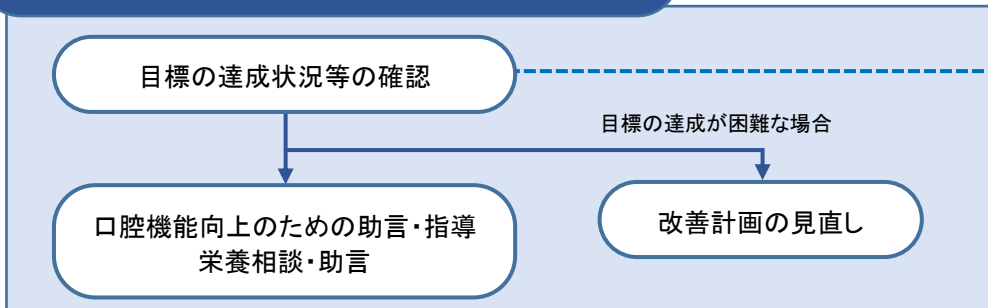 目標の達成状況等の確認
目標の達成が困難な場合
口腔機能向上のための助言・指導
栄養相談・助言
改善計画の見直し